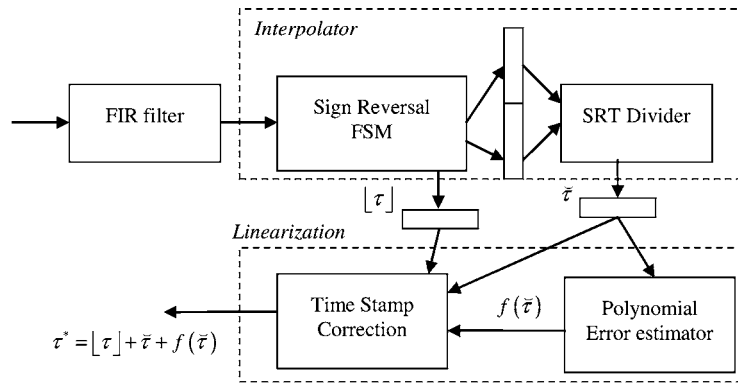 Interpolator
FIR filter
Sign Reversal
FSM
SRT Divider
⌊τ⌋
τ̆
Linearization
Time Stamp
Correction
f(τ̆)
Polynomial
Error estimator
τ* = ⌊τ⌋ + τ̆ + f(τ̆)